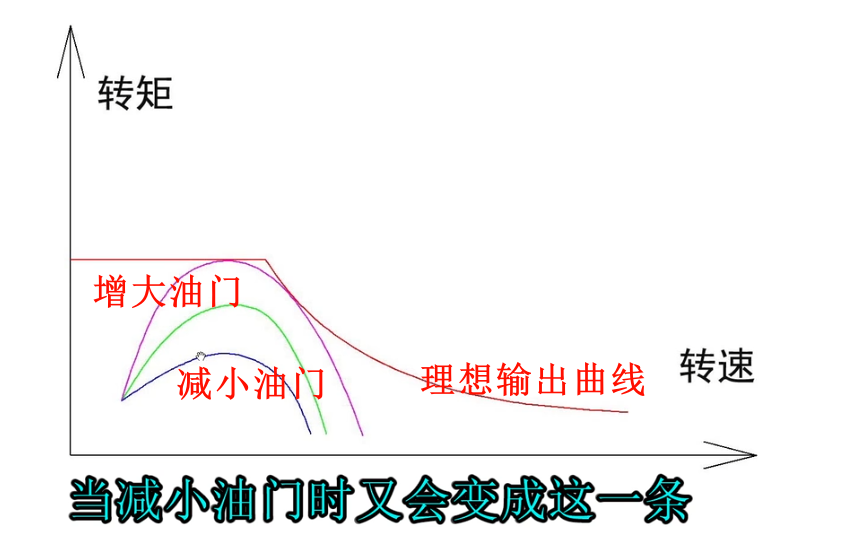 转矩
增大油门
减小油门
理想输出曲线
转速
当减小油门时又会变成这一条